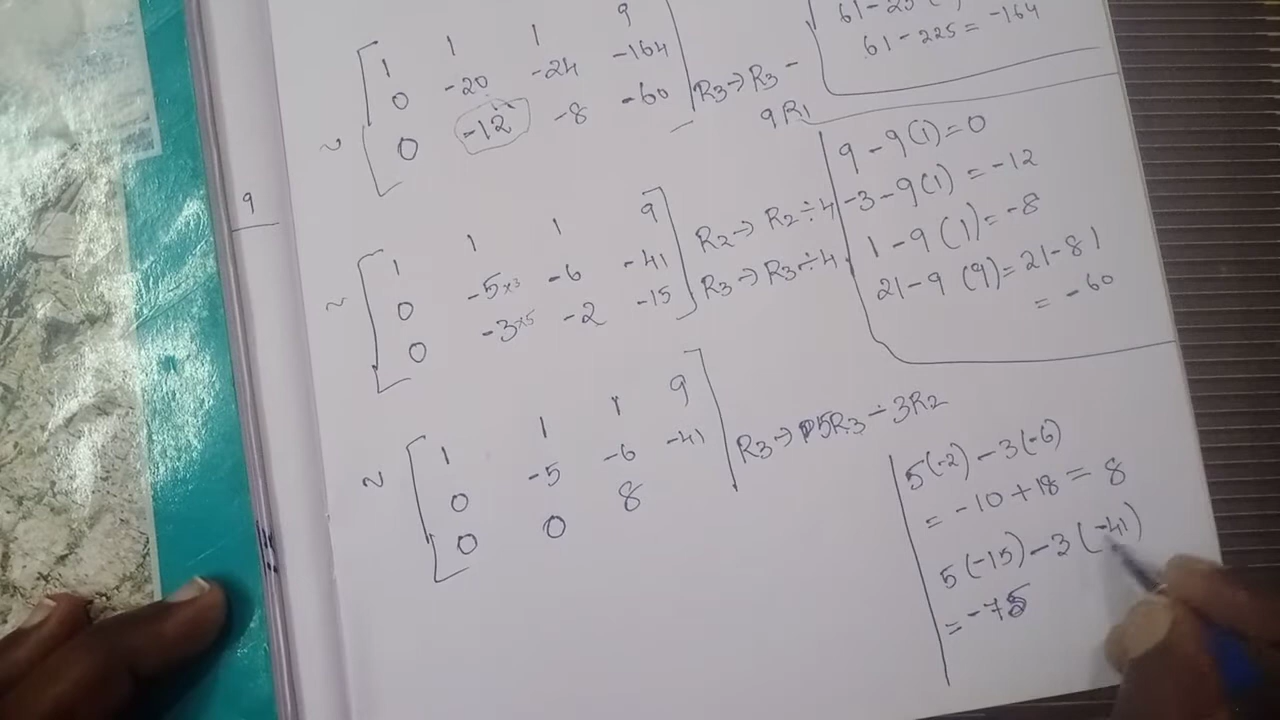 1 1 1 9
0 -20 -24 -164
~ 0 -12 -8 -60 R3→R3 -
9R1
61 - 225 = -164
9 - 9(1) = 0
-3 - 9(1) = -12
1 - 9(1) = -8
21 - 9(9) = 21 - 81
= -60
9
1 1 1 9 R2→R2÷4
~ 0 -5×3 -6 -41 R3→R3÷4
0 -3×5 -2 -15
1 1 1 9
~ 0 -5 -6 -41 R3→5R3-3R2
0 0 8
5(-2) - 3(-6)
= -10 + 18 = 8
5(-15) - 3(-41)
= -75